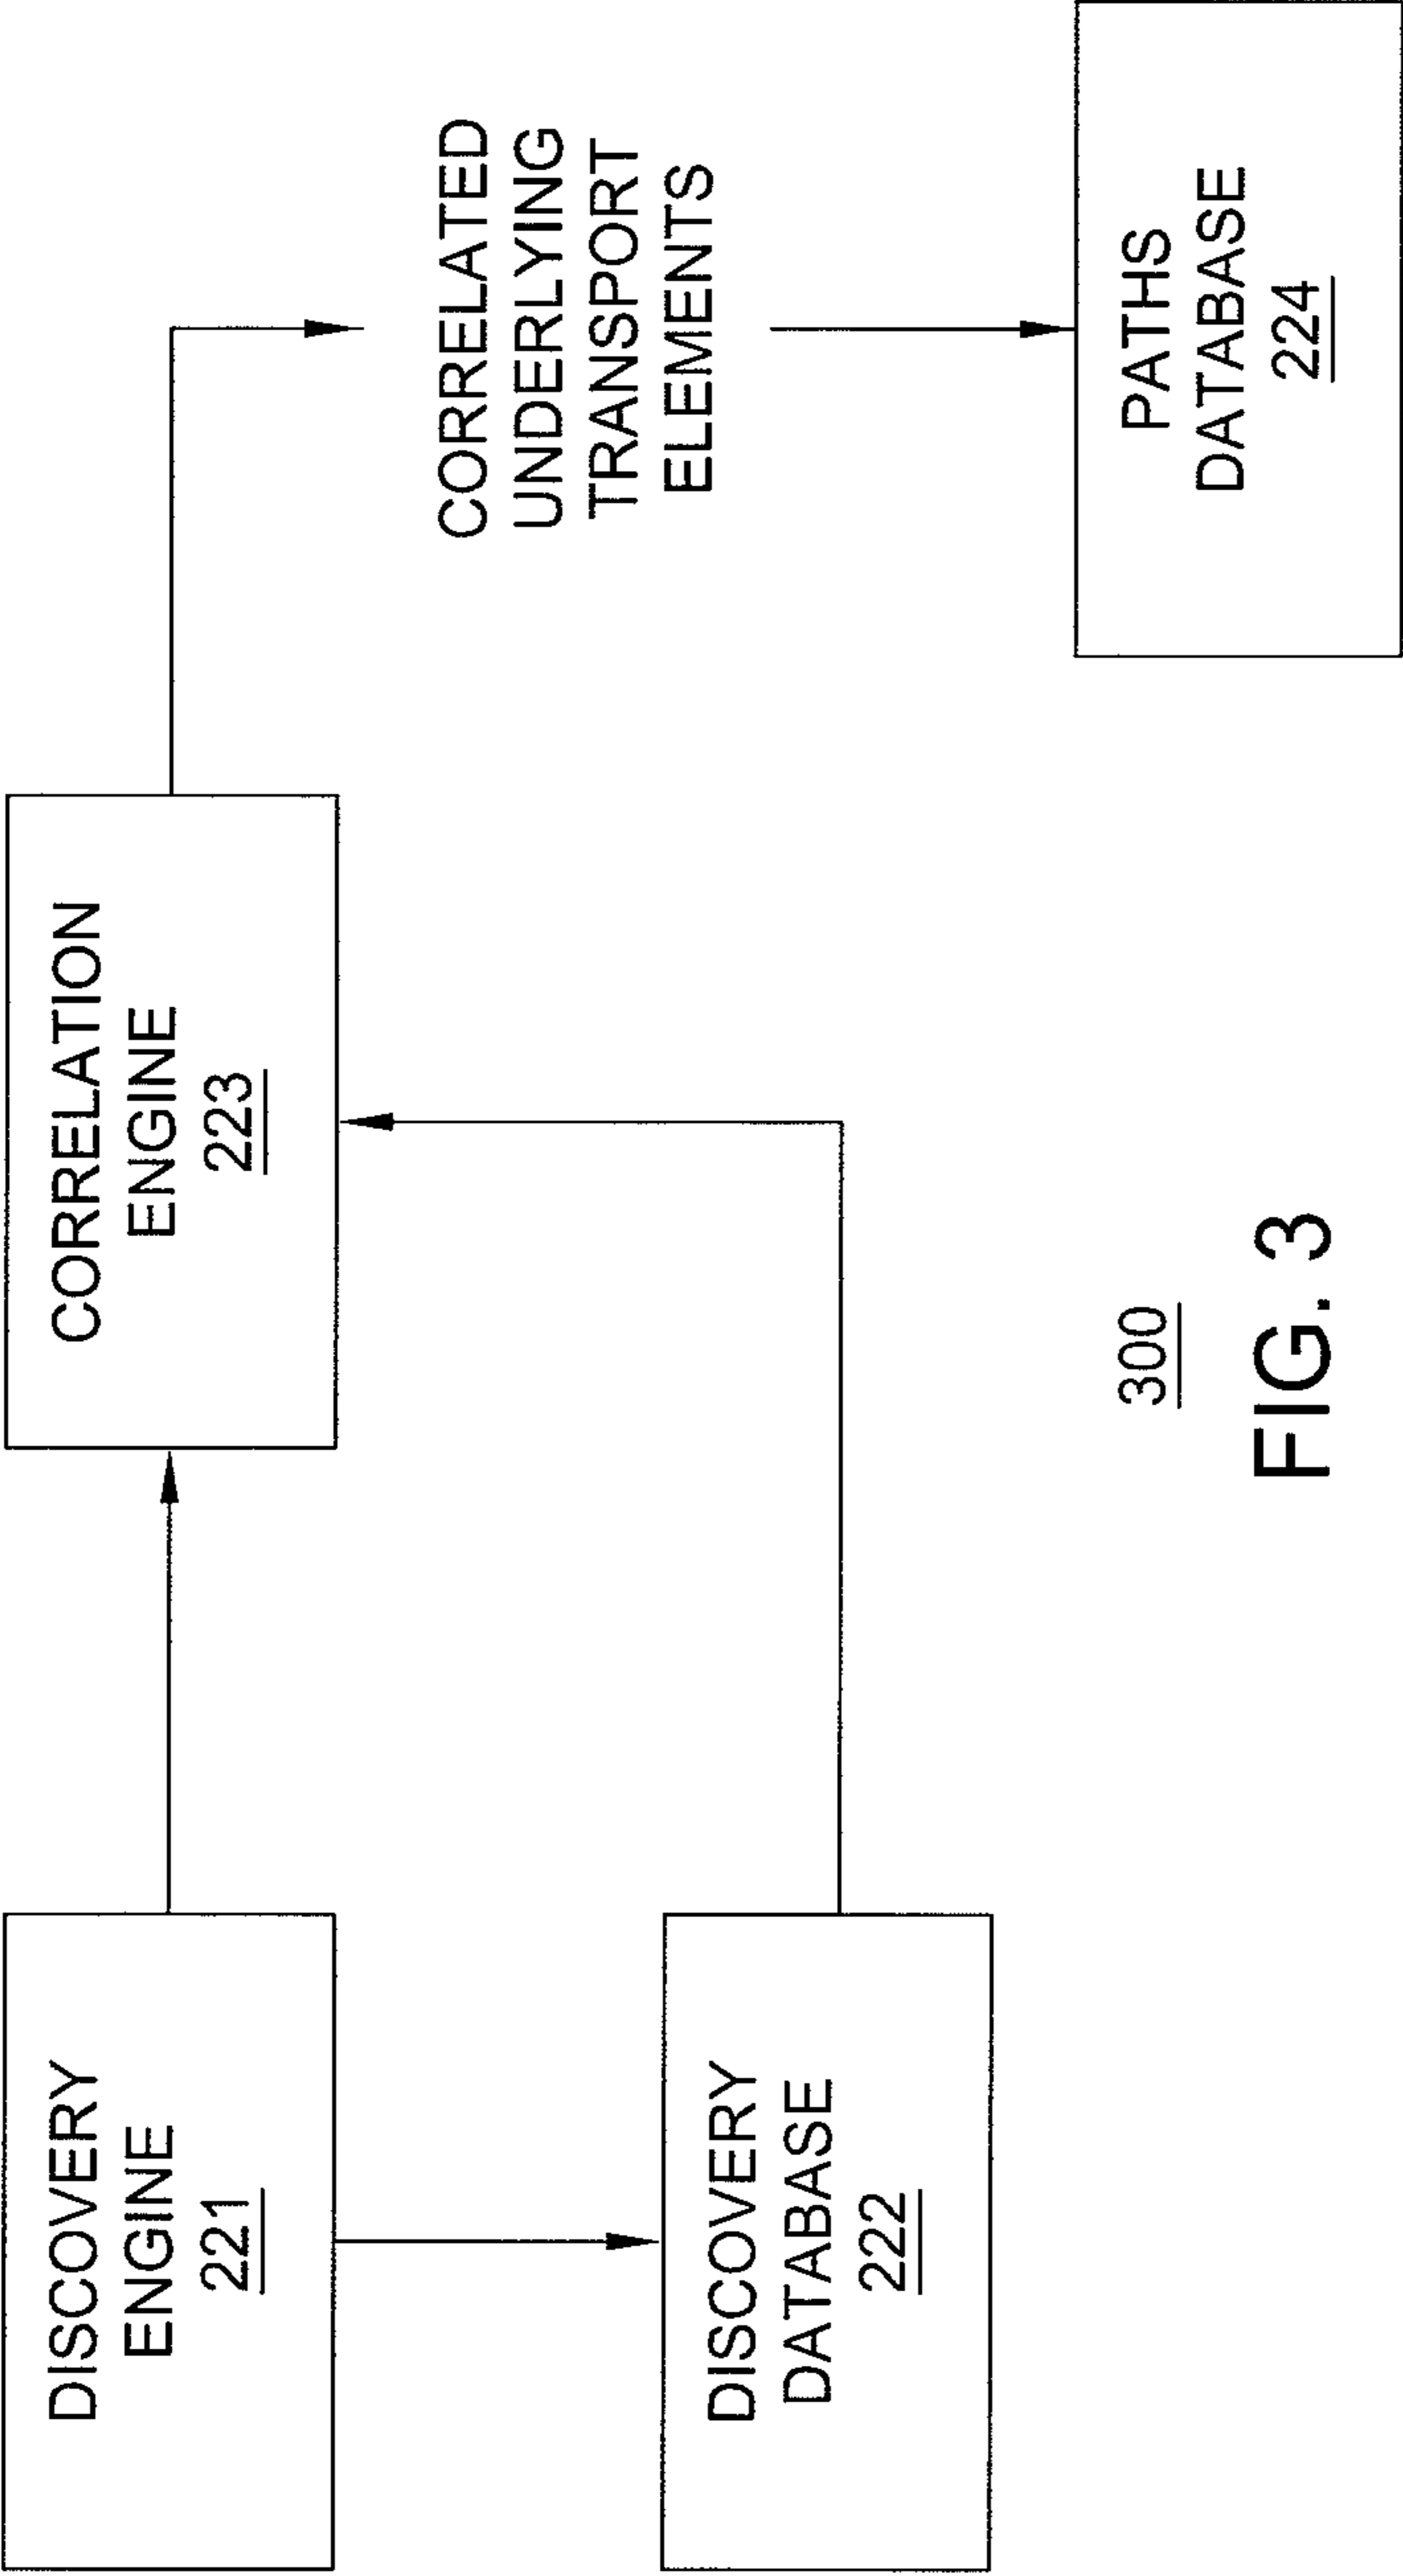 DISCOVERY
ENGINE
221
DISCOVERY
DATABASE
222
CORRELATION
ENGINE
223
CORRELATED
UNDERLYING
TRANSPORT
ELEMENTS
PATHS
DATABASE
224
300
FIG. 3